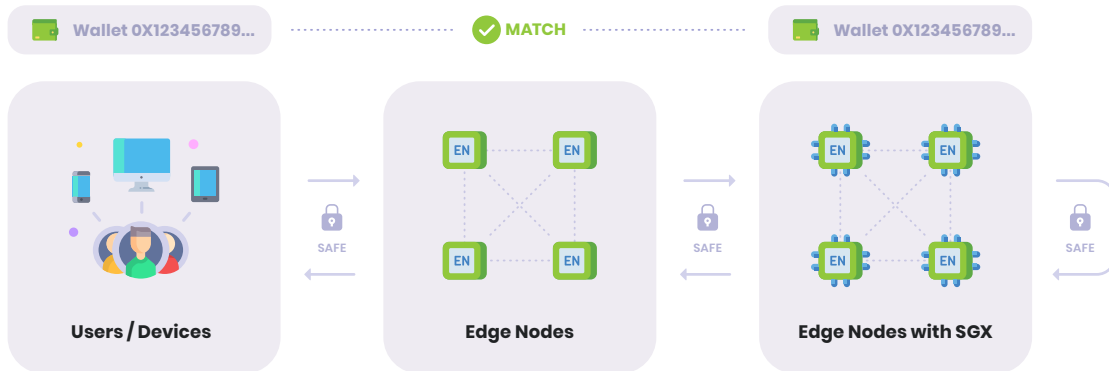 Wallet 0X123456789...
MATCH
Wallet 0X123456789...
EN EN
EN EN
SAFE
SAFE
SAFE
EN EN
EN EN
Users / Devices
Edge Nodes
Edge Nodes with SGX